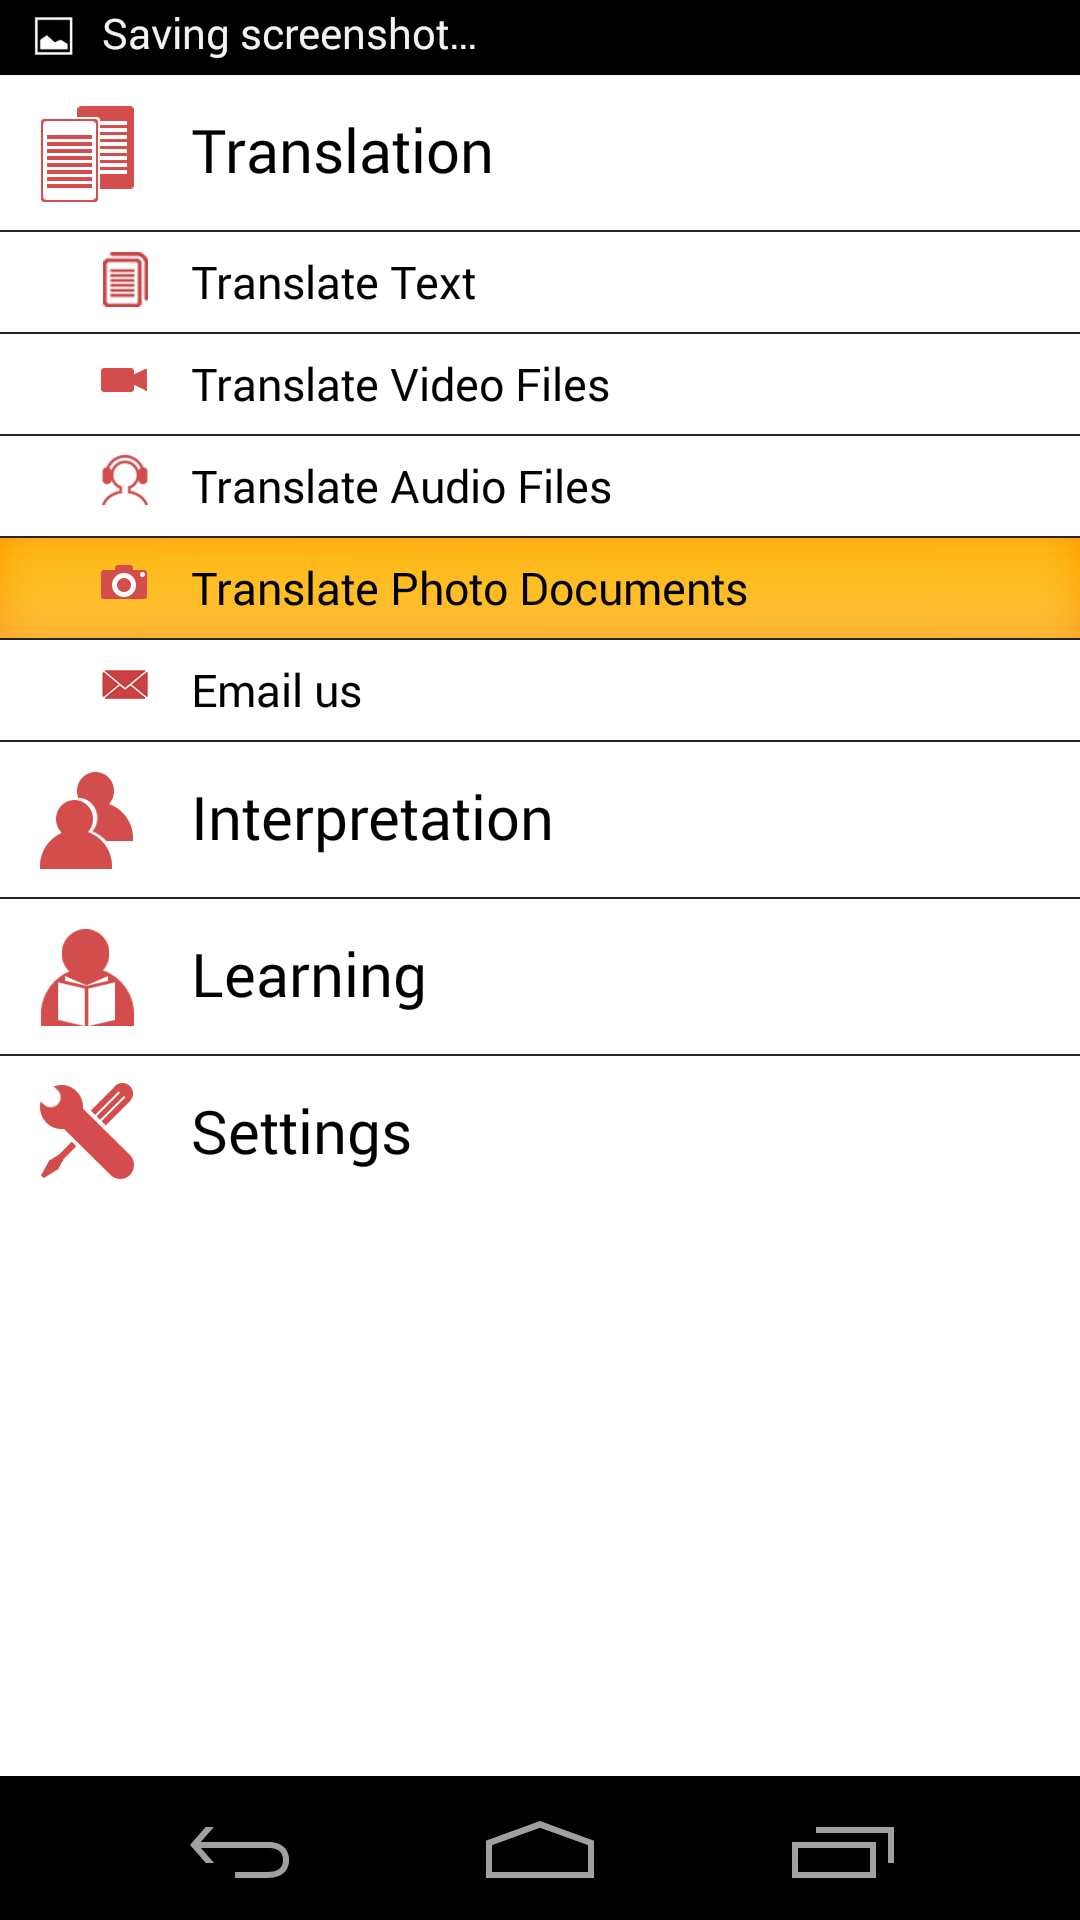 Saving screenshot...
Translation
Translate Text
Translate Video Files
Translate Audio Files
Translate Photo Documents
Email us
Interpretation
Learning
Settings